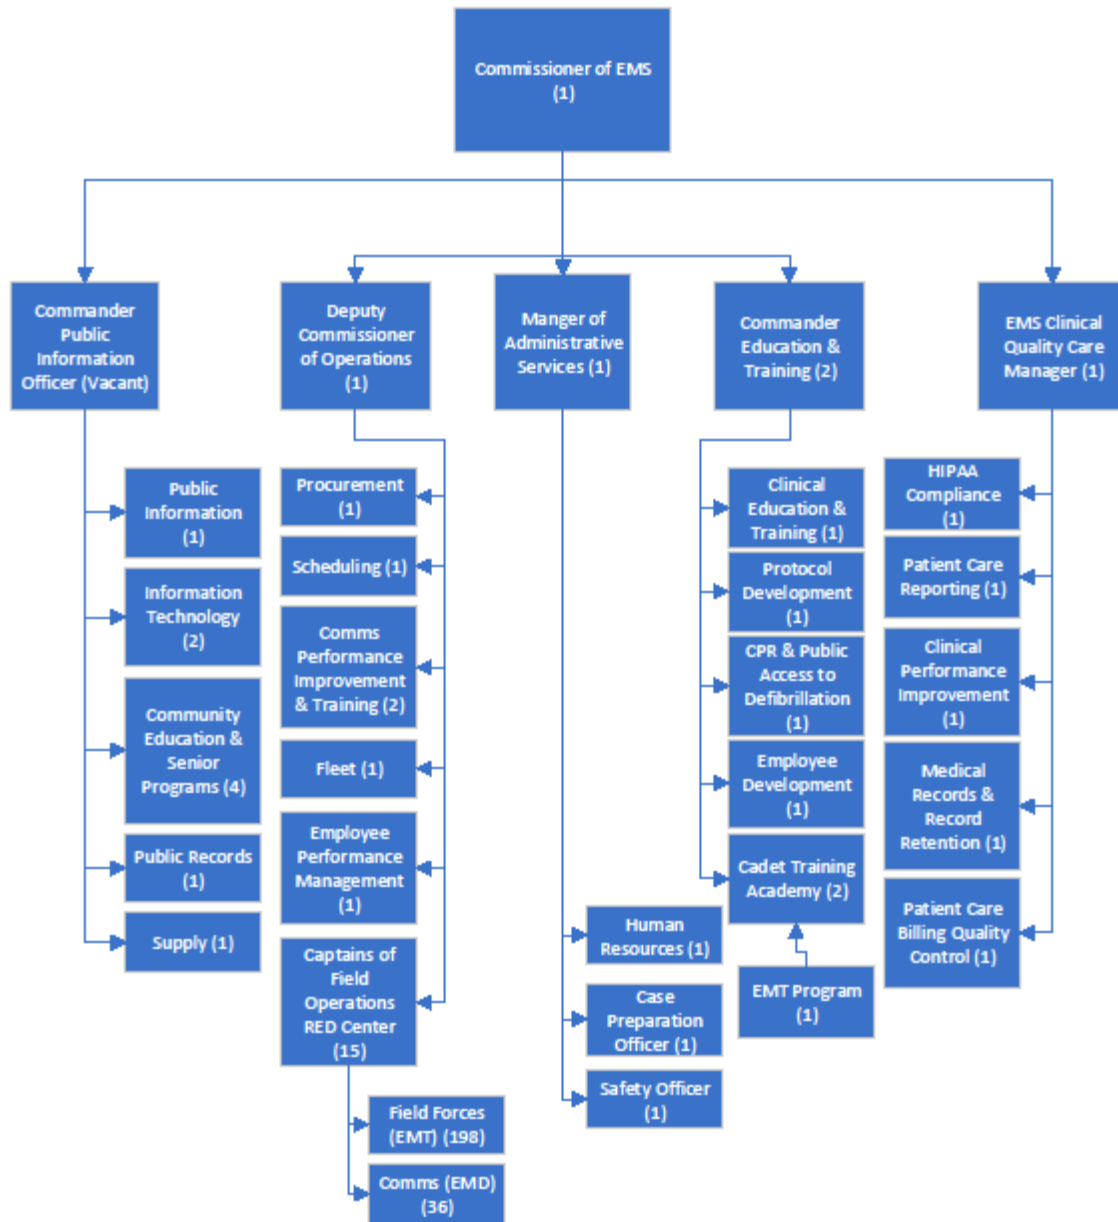 Commissioner of EMS
(1)
Commander
Public
Information
Officer (Vacant)
Deputy
Commissioner
of Operations
(1)
Manger of
Administrative
Services (1)
Commander
Education &
Training (2)
EMS Clinical
Quality Care
Manager (1)
Public
Information
(1)
Information
Technology
(2)
Community
Education &
Senior
Programs (4)
Public Records
(1)
Supply (1)
Procurement
(1)
Scheduling (1)
Comms
Performance
Improvement
& Training (2)
Fleet (1)
Employee
Performance
Management
(1)
Captains of
Field
Operations
RED Center
(15)
Field Forces
(EMT) (198)
Comms (EMD)
(36)
Human
Resources (1)
Case
Preparation
Officer (1)
Safety Officer
(1)
Clinical
Education &
Training (1)
Protocol
Development
(1)
CPR & Public
Access to
Defibrillation
(1)
Employee
Development
(1)
Cadet Training
Academy (2)
EMT Program
(1)
HIPAA
Compliance
(1)
Patient Care
Reporting (1)
Clinical
Performance
Improvement
(1)
Medical
Records &
Record
Retention (1)
Patient Care
Billing Quality
Control (1)